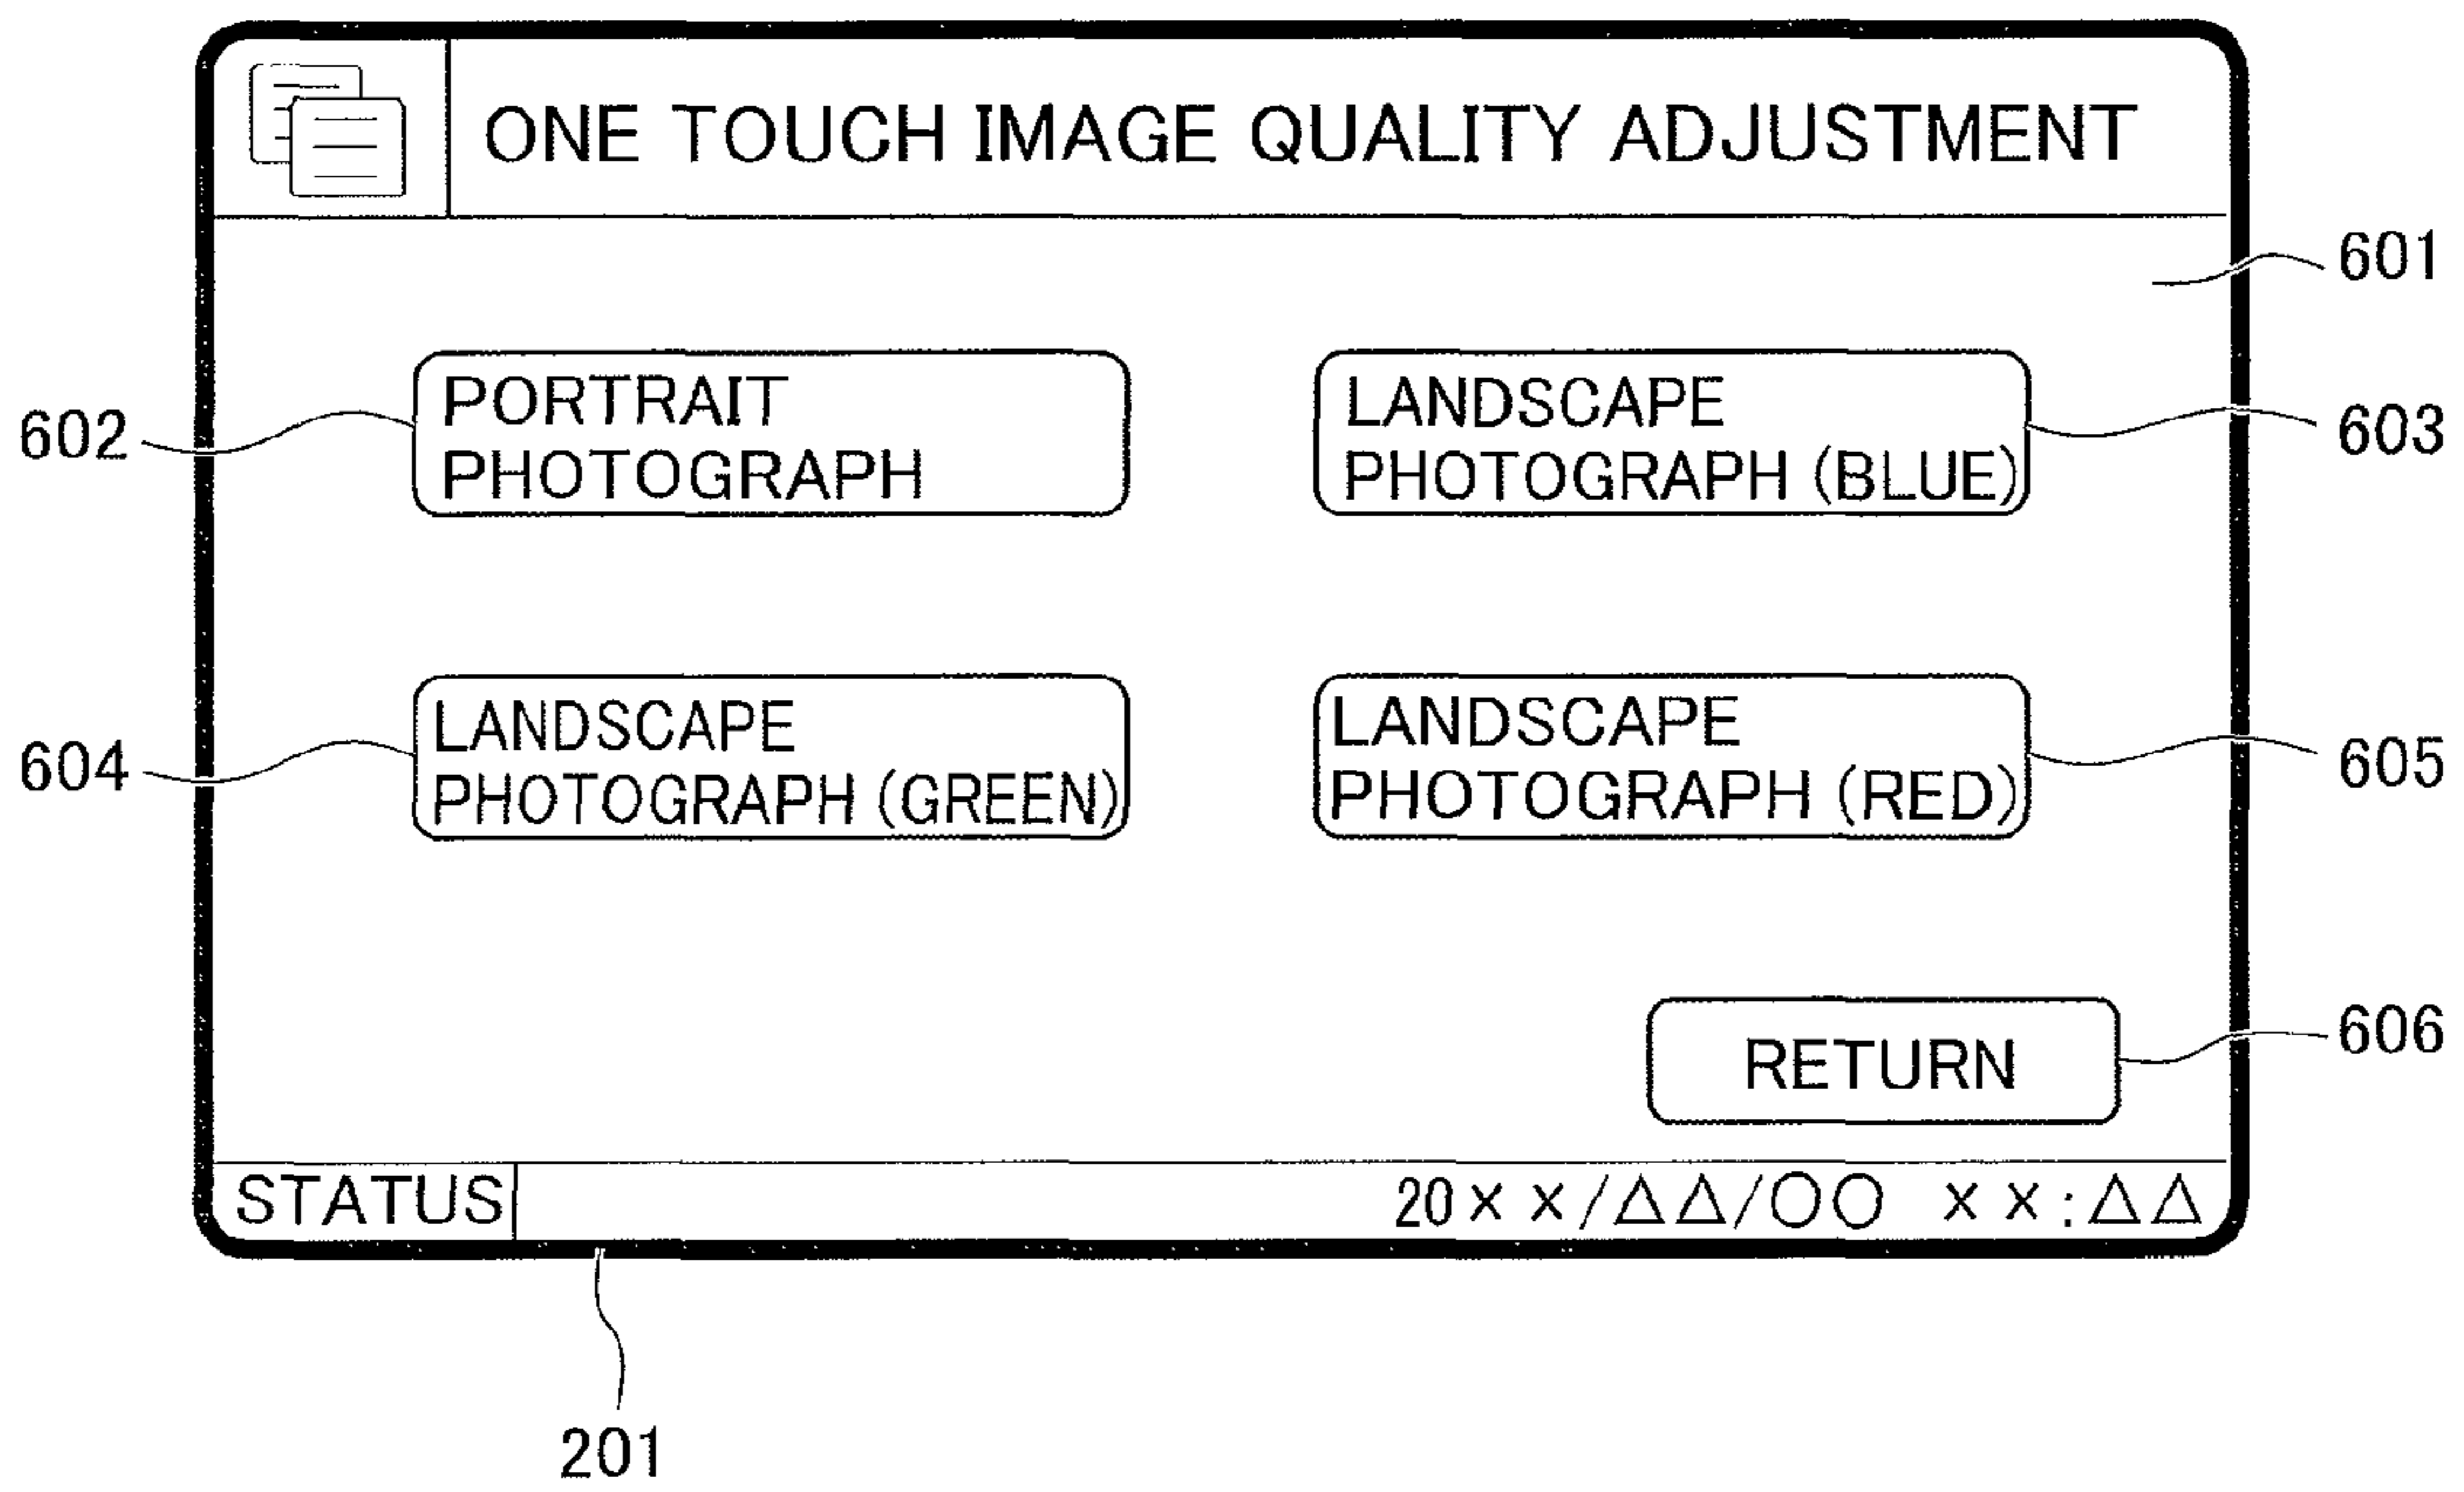 ONE TOUCH IMAGE QUALITY ADJUSTMENT
601
602
PORTRAIT
PHOTOGRAPH
LANDSCAPE
PHOTOGRAPH (BLUE)
603
604
LANDSCAPE
PHOTOGRAPH (GREEN)
LANDSCAPE
PHOTOGRAPH (RED)
605
RETURN
606
STATUS
20××/△△/○○ ××:△△
201